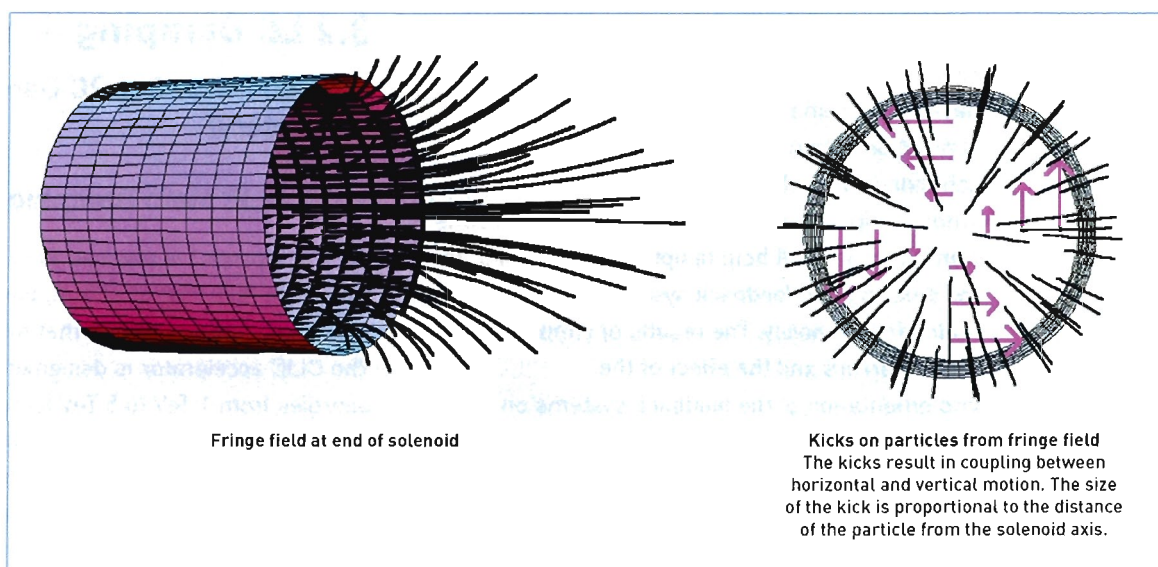 Fringe field at end of solenoid
Kicks on particles from fringe field
The kicks result in coupling between
horizontal and vertical motion. The size
of the kick is proportional to the distance
of the particle from the solenoid axis.